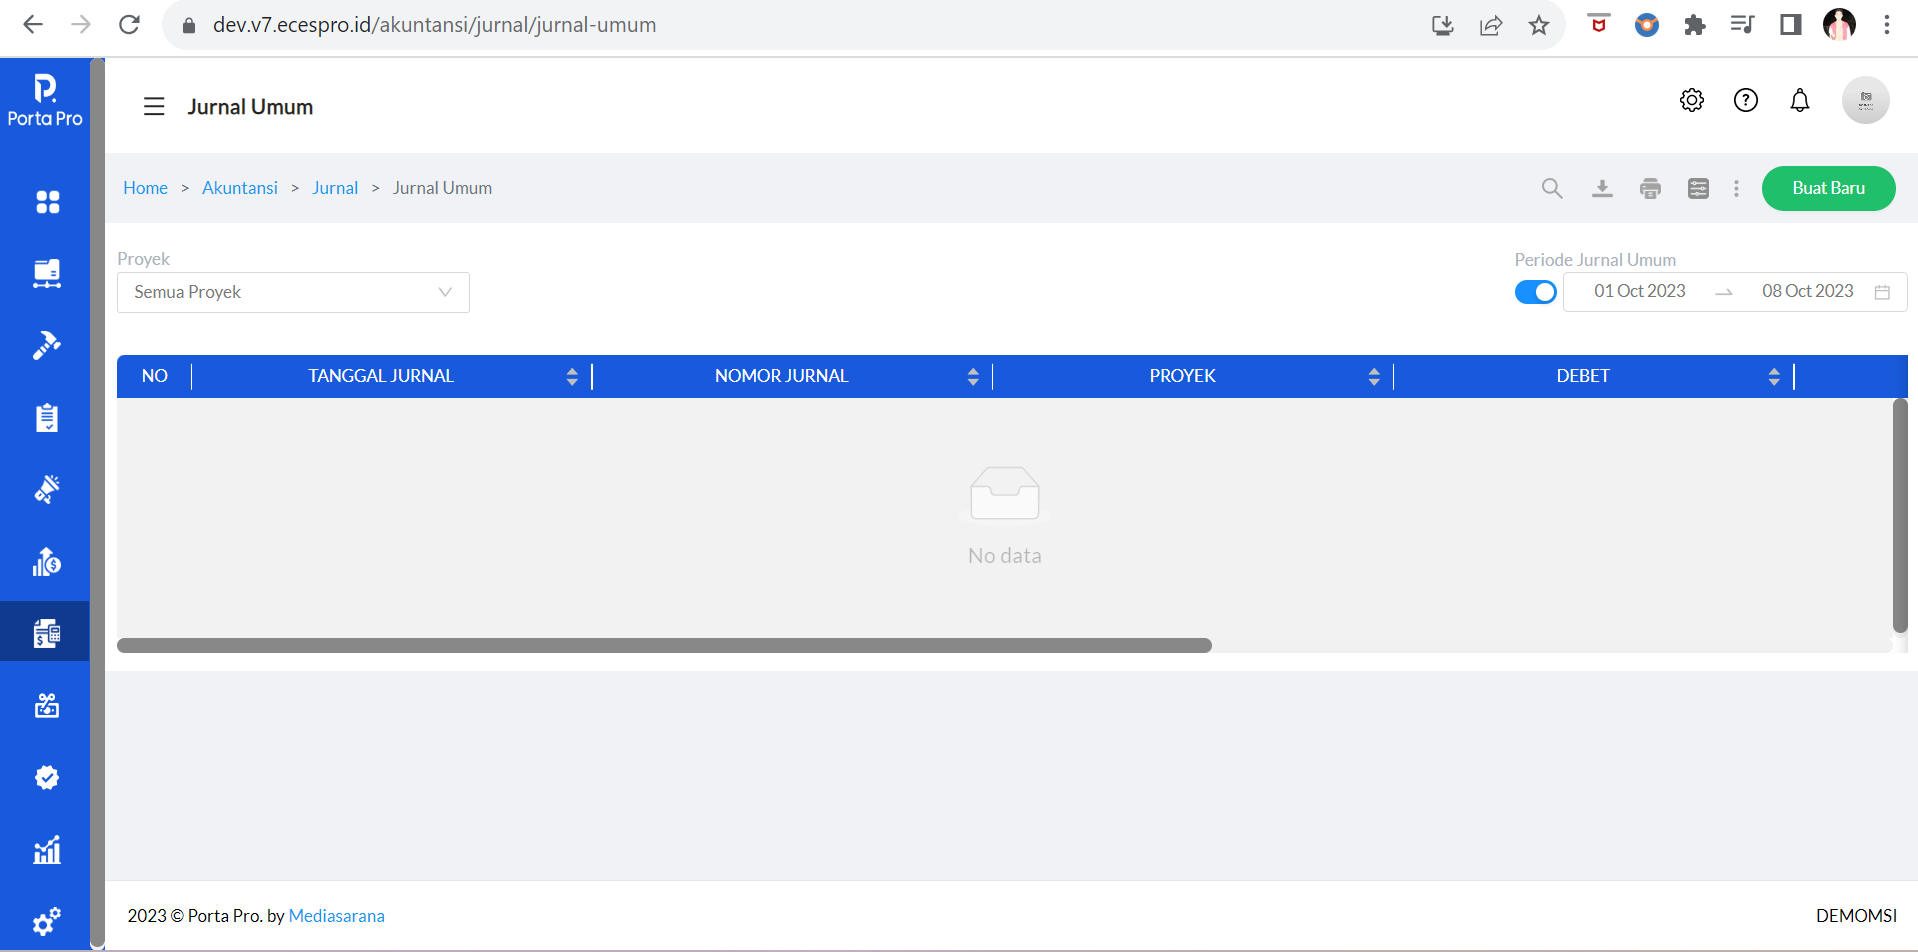 dev.v7.ecespro.id/akuntansi/jurnal/jurnal-umum
Porta Pro
Jurnal Umum
Home > Akuntansi > Jurnal > Jurnal Umum
Buat Baru
Proyek
Semua Proyek
Periode Jurnal Umum
01 Oct 2023 08 Oct 2023
NO TANGGAL JURNAL NOMOR JURNAL PROYEK DEBET
No data
2023 © Porta Pro. by Mediasarana
DEMOMSI